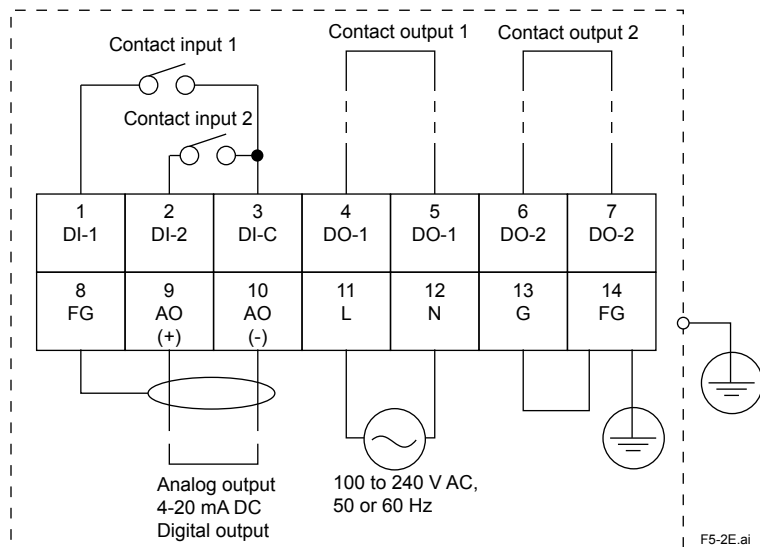 Contact input 1
Contact output 1
Contact output 2
Contact input 2
1
DI-1
2
DI-2
3
DI-C
4
DO-1
5
DO-1
6
DO-2
7
DO-2
8
FG
9
AO
(+)
10
AO
(-)
11
L
12
N
13
G
14
FG
Analog output
4-20 mA DC
Digital output
100 to 240 V AC,
50 or 60 Hz
F5-2E.ai